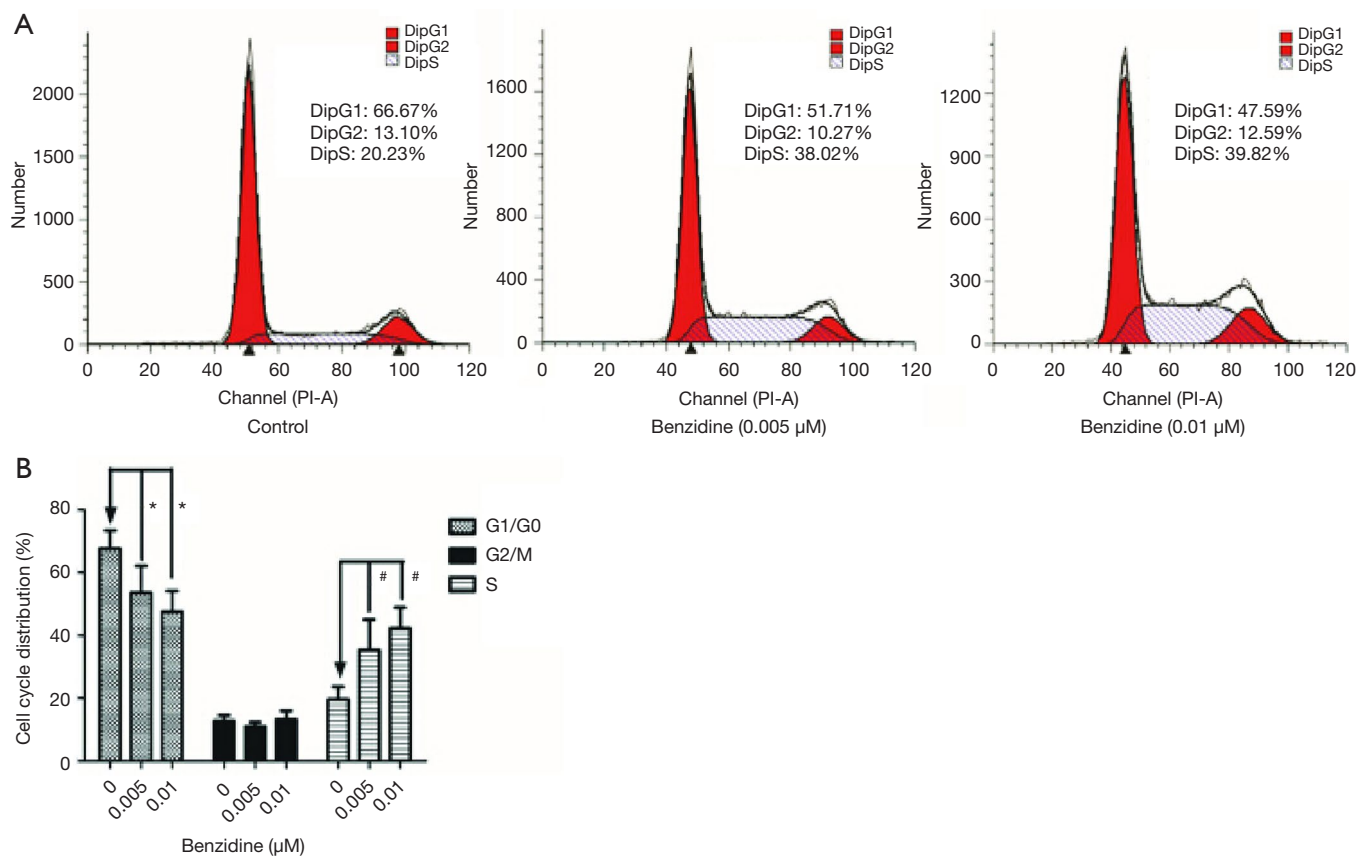 A
DipG1
DipG2
DipS
DipG1: 66.67%
DipG2: 13.10%
DipS: 20.23%
Number
2000
1500
1000
500
0
0 20 40 60 80 100 120
Channel (PI-A)
Control
DipG1
DipG2
DipS
DipG1: 51.71%
DipG2: 10.27%
DipS: 38.02%
Number
1600
1200
800
400
0
0 20 40 60 80 100 120
Channel (PI-A)
Benzidine (0.005 µM)
DipG1
DipG2
DipS
DipG1: 47.59%
DipG2: 12.59%
DipS: 39.82%
Number
1200
900
600
300
0
0 20 40 60 80 100 120
Channel (PI-A)
Benzidine (0.01 µM)
B
Cell cycle distribution (%)
80
60
40
20
0
* *
# #
G1/G0
G2/M
S
0 0.005 0.01 0 0.005 0.01 0 0.005 0.01
Benzidine (µM)